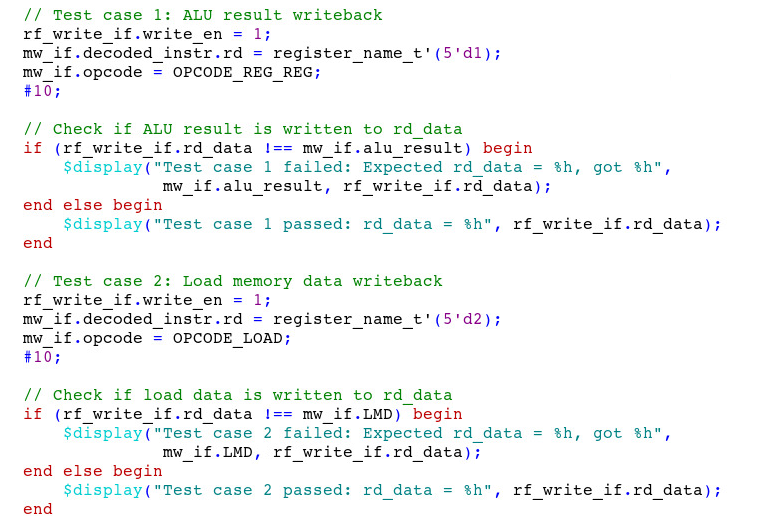 // Test case 1: ALU result writeback
rf_write_if.write_en = 1;
mw_if.decoded_instr.rd = register_name_t'(5'd1);
mw_if.opcode = OPCODE_REG_REG;
#10;

// Check if ALU result is written to rd_data
if (rf_write_if.rd_data !== mw_if.alu_result) begin
    $display("Test case 1 failed: Expected rd_data = %h, got %h",
              mw_if.alu_result, rf_write_if.rd_data);
end else begin
    $display("Test case 1 passed: rd_data = %h", rf_write_if.rd_data);
end

// Test case 2: Load memory data writeback
rf_write_if.write_en = 1;
mw_if.decoded_instr.rd = register_name_t'(5'd2);
mw_if.opcode = OPCODE_LOAD;
#10;

// Check if load data is written to rd_data
if (rf_write_if.rd_data !== mw_if.LMD) begin
    $display("Test case 2 failed: Expected rd_data = %h, got %h",
              mw_if.LMD, rf_write_if.rd_data);
end else begin
    $display("Test case 2 passed: rd_data = %h", rf_write_if.rd_data);
end